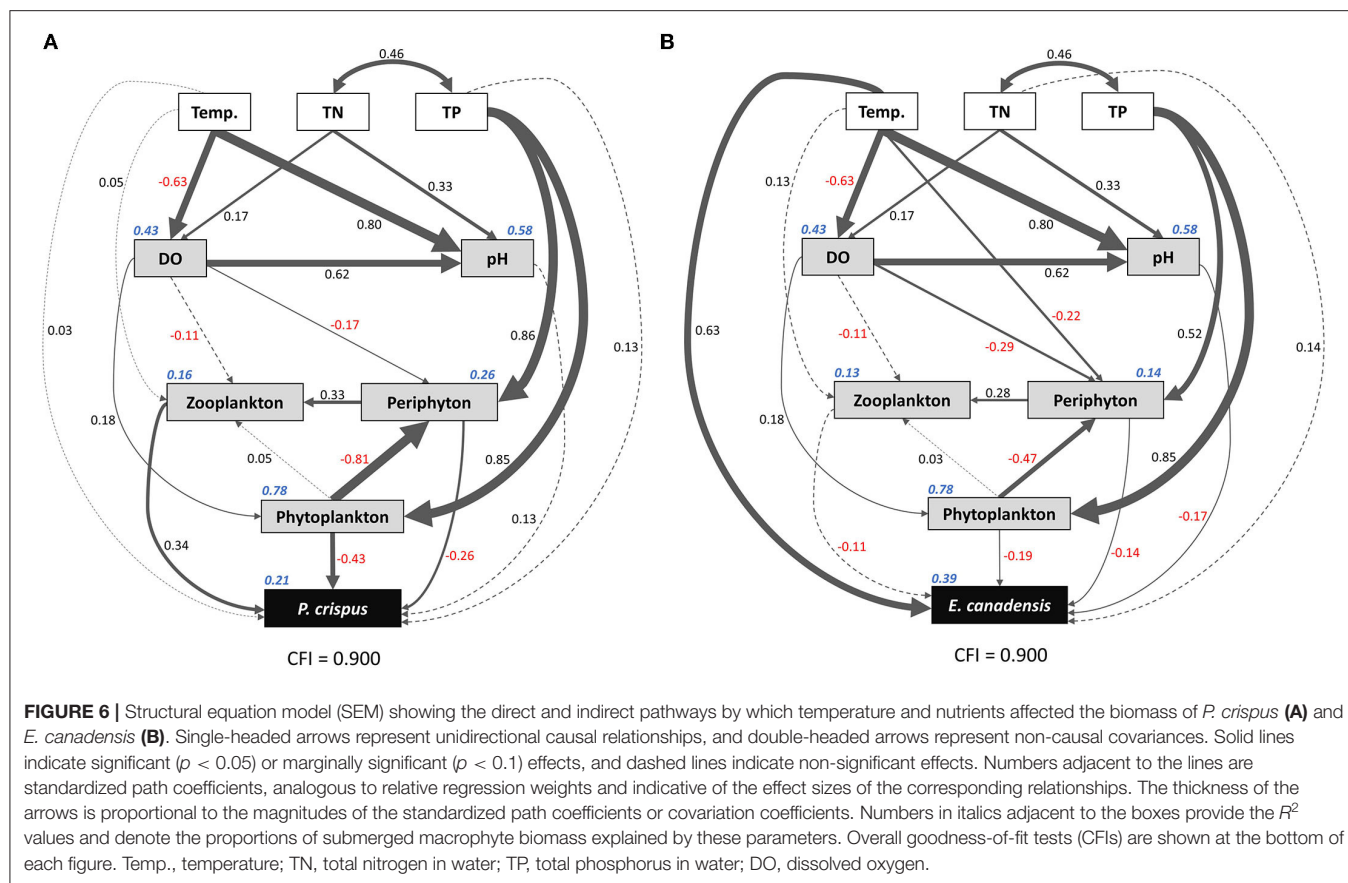 A
B
0.46
0.46
Temp.
TN
TP
Temp.
TN
TP
0.05
-0.63
0.33
0.13
-0.63
0.33
0.17
0.80
0.17
0.80
0.43
0.58
0.43
0.58
DO
pH
DO
pH
0.62
0.62
0.03
-0.11
-0.17
0.86
0.13
0.63
-0.11
-0.22
-0.29
0.52
0.14
0.16
0.26
0.13
0.14
Zooplankton
0.33
Periphyton
Zooplankton
0.28
Periphyton
0.18
0.05
-0.81
0.85
0.18
0.03
-0.47
0.85
0.78
0.78
Phytoplankton
0.13
Phytoplankton
-0.17
0.34
-0.43
-0.26
-0.11
-0.19
-0.14
0.21
0.39
P. crispus
E. canadensis
CFI = 0.900
CFI = 0.900
FIGURE 6 | Structural equation model (SEM) showing the direct and indirect pathways by which temperature and nutrients affected the biomass of P. crispus (A) and
E. canadensis (B). Single-headed arrows represent unidirectional causal relationships, and double-headed arrows represent non-causal covariances. Solid lines
indicate significant (p < 0.05) or marginally significant (p < 0.1) effects, and dashed lines indicate non-significant effects. Numbers adjacent to the lines are
standardized path coefficients, analogous to relative regression weights and indicative of the effect sizes of the corresponding relationships. The thickness of the
arrows is proportional to the magnitudes of the standardized path coefficients or covariation coefficients. Numbers in italics adjacent to the boxes provide the R²
values and denote the proportions of submerged macrophyte biomass explained by these parameters. Overall goodness-of-fit tests (CFIs) are shown at the bottom of
each figure. Temp., temperature; TN, total nitrogen in water; TP, total phosphorus in water; DO, dissolved oxygen.